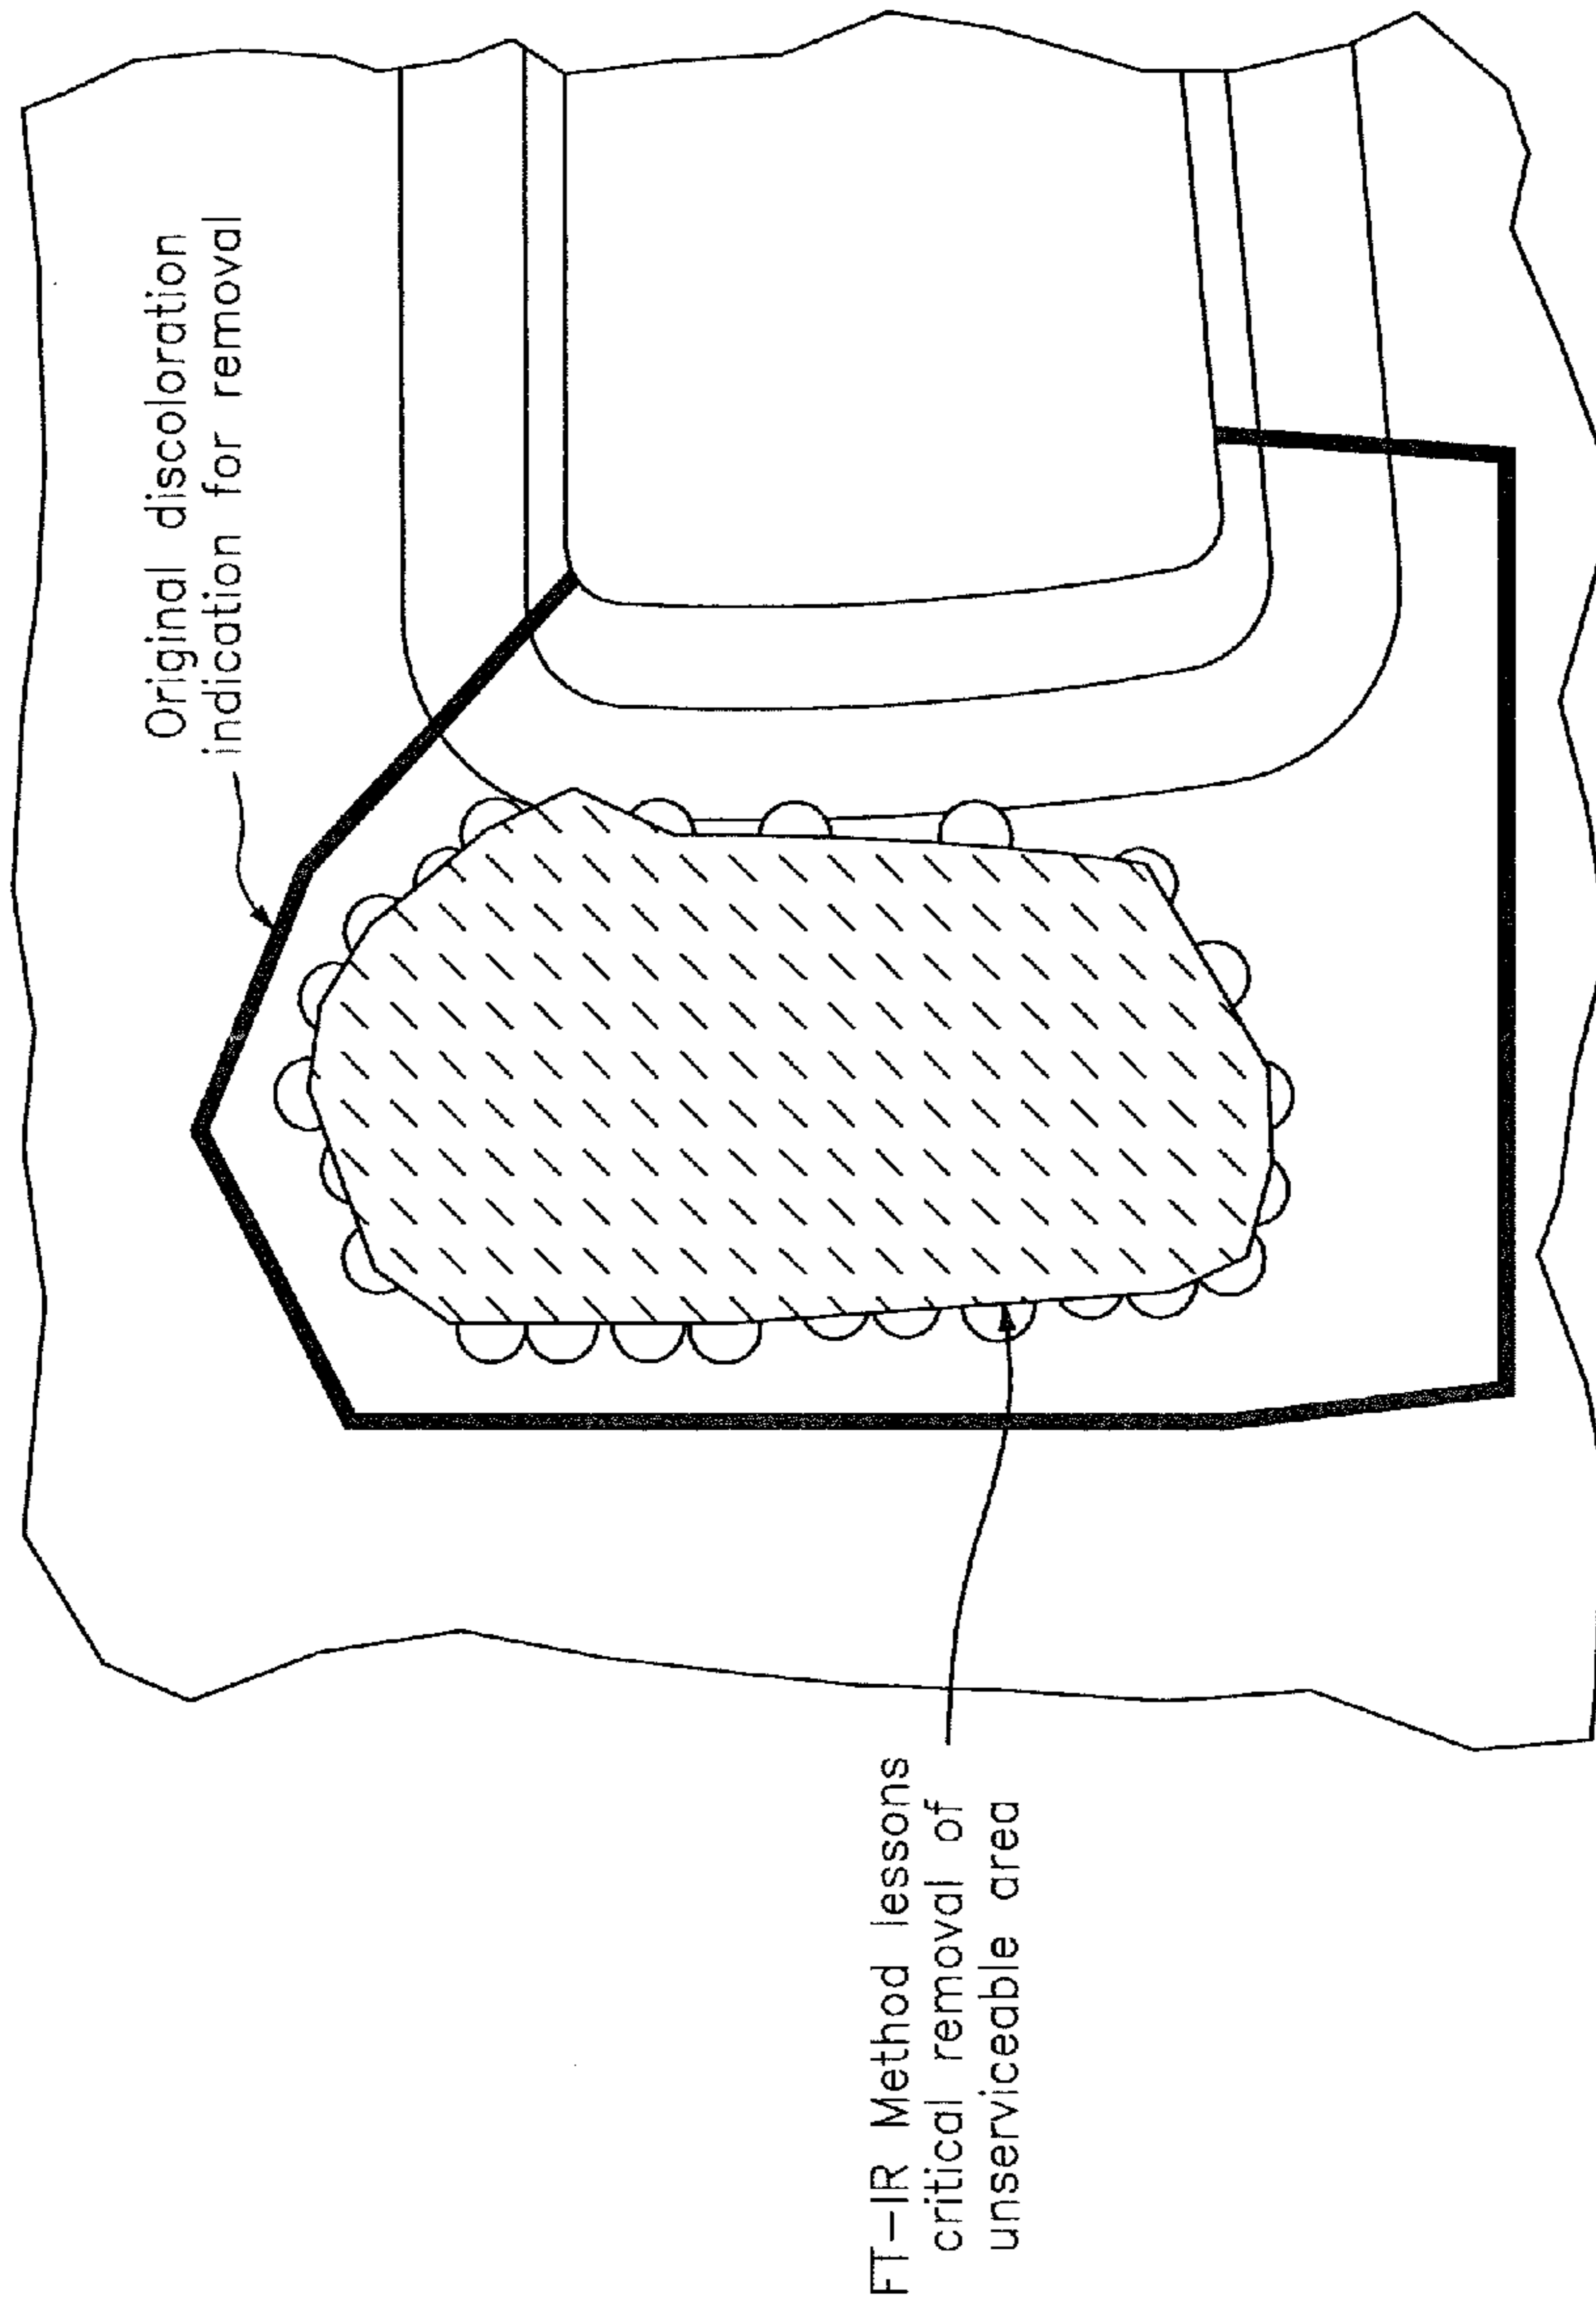 Original discoloration
indication for removal
FT-IR Method lessons
critical removal of
unserviceable area